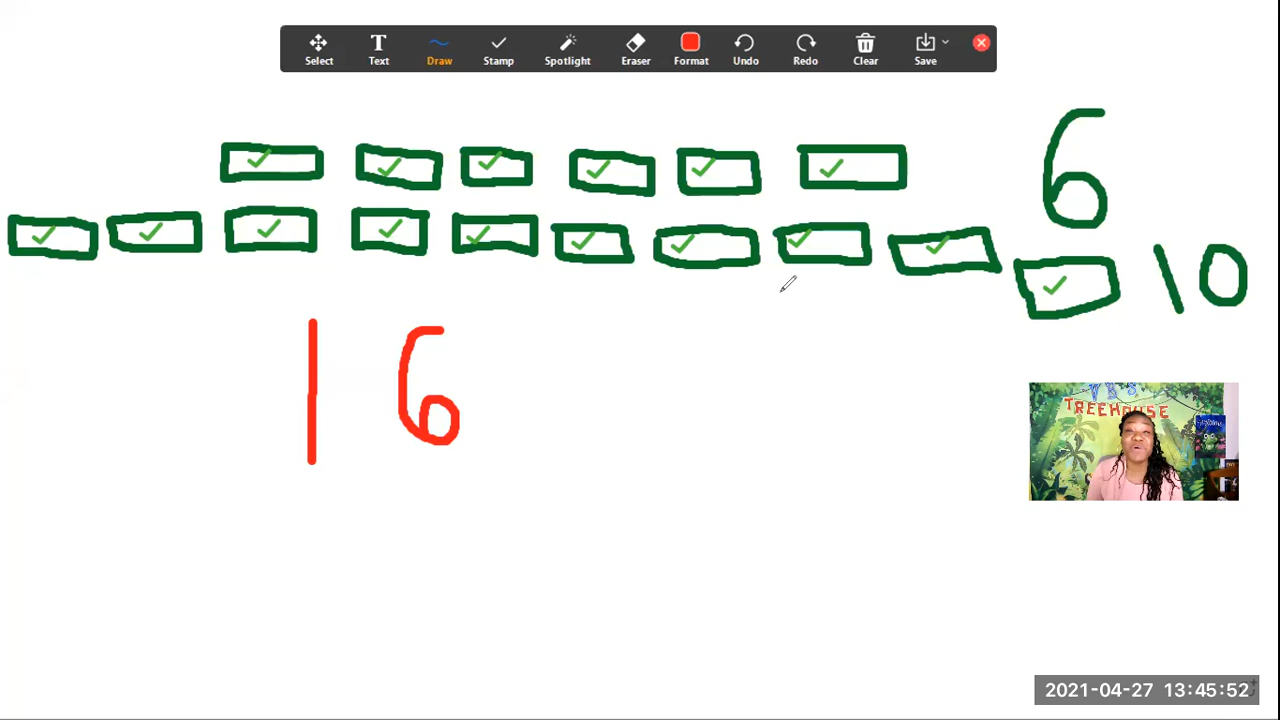 Select Text Draw Stamp Spotlight Eraser Format Undo Redo Clear Save
6
10
16
TREEHOUSE
2021-04-27 13:45:52